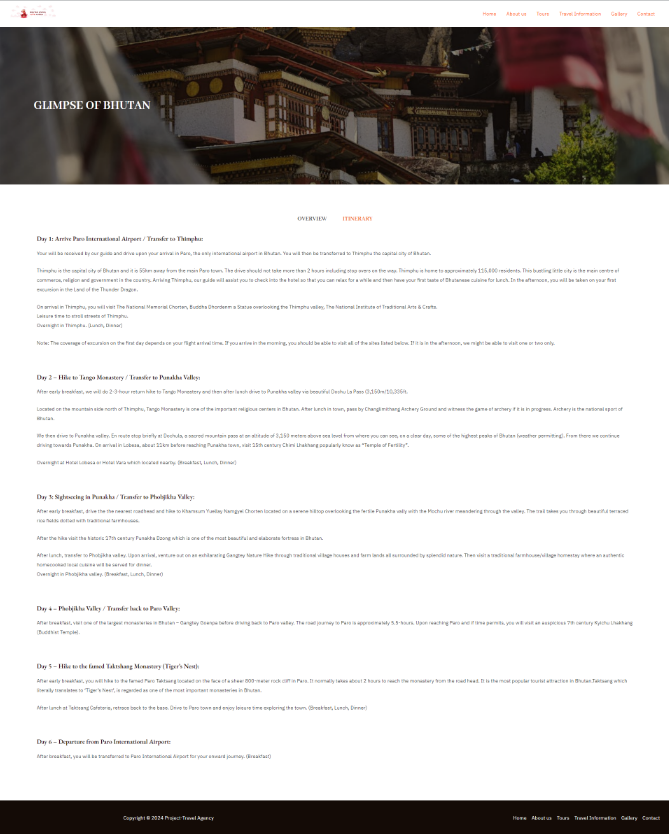 Home About us Tours Travel Information Gallery Contact
GLIMPSE OF BHUTAN
OVERVIEW ITINERARY
Day 1: Arrive Paro International Airport / Transfer to Thimphu:
Your will be received by our guide and drive upon your arrival in Paro, the only international airport in Bhutan. You will then be transferred to Thimphu the capital city of Bhutan.
Thimphu is the capital city of Bhutan and it is 55km away from the main Paro town. The drive should not take more than 2 hours including stop overs on the way. Thimphu is home to approximately 115,000 residents. This bustling little city is the main centre of
commerce, religion and government in the country. Arriving Thimphu, our guide will assist you to check into the hotel so that you can relax for a while and then have your first taste of Bhutanese cuisine for lunch. In the afternoon, you will be taken on your first
excursion in the Land of the Thunder Dragon.
On arrival in Thimphu, you will visit The National Memorial Chorten, Buddha Dhordenm a Statue overlooking the Thimphu valley, The National Institute of Traditional Arts & Crafts.
Leisure time to stroll streets of Thimphu.
Overnight in Thimphu. (Lunch, Dinner)
Note: The coverage of excursion on the first day depends on your flight arrival time. If you arrive in the morning, you should be able to visit all of the sites listed below. If it is in the afternoon, we might be able to visit one or two only.
Day 2 – Hike to Tango Monastery / Transfer to Punakha Valley:
After early breakfast, we will do 2-3-hour return hike to Tango Monastery and then after lunch drive to Punakha valley via beautiful Dochu La Pass (3,150m/10,335ft.
Located on the mountain side north of Thimphu, Tango Monastery is one of the important religious centers in Bhutan. After lunch in town, pass by Changlimithang Archery Ground and witness the game of archery if it is in progress. Archery is the national sport of
Bhutan.
We then drive to Punakha valley. En route stop briefly at Dochula, a sacred mountain pass at an altitude of 3,150 meters above sea level from where you can see, on a clear day, some of the highest peaks of Bhutan (weather permitting). From there we continue
driving towards Punakha. On arrival in Lobesa, about 11km before reaching Punakha town, visit 15th century Chimi Lhakhang popularly know as "Temple of Fertility".
Overnight at Hotel Lobesa or Hotel Vara which located nearby. (Breakfast, Lunch, Dinner)
Day 3: Sightseeing in Punakha / Transfer to Phobjikha Valley:
After early breakfast, drive the the nearest roadhead and hike to Khamsum Yuelley Namgyel Chorten located on a serene hilltop overlooking the fertile Punakha vally with the Mochu river meandering through the valley. The trail takes you through beautiful terraced
rice fields dotted with traditional farmhouses.
After the hike visit the historic 17th century Punakha Dzong which is one of the most beautiful and elaborate fortress in Bhutan.
After lunch, transfer to Phobjikha valley. Upon arrival, venture out on an exhilarating Gangtey Nature Hike through traditional village houses and farm lands all surrounded by splendid nature. Then visit a traditional farmhouse/village homestay where an authentic
homecooked local cuisine will be served for dinner.
Overnight in Phobjikha valley. (Breakfast, Lunch, Dinner)
Day 4 – Phobjikha Valley / Transfer back to Paro Valley:
After breakfast, visit one of the largest monasteries in Bhutan – Gangtey Goenpa before driving back to Paro valley. The road journey to Paro is approximately 5.5-hours. Upon reaching Paro and if time permits, you will visit an auspicious 7th century Kyichu Lhakhang
(Buddhist Temple).
Day 5 – Hike to the famed Taktshang Monastery (Tiger's Nest):
After early breakfast, you will hike to the famed Paro Taktsang located on the face of a sheer 900-meter rock cliff in Paro. It normally takes about 2 hours to reach the monastery from the road head. It is the most popular tourist attraction in Bhutan.Taktsang which
literally translates to 'Tiger's Nest', is regarded as one of the most important monasteries in Bhutan.
After lunch at Taktsang Cafeteria, retrace back to the base. Drive to Paro town and enjoy leisure time exploring the town. (Breakfast, Lunch, Dinner)
Day 6 – Departure from Paro International Airport:
After breakfast, you will be transferred to Paro International Airport for your onward journey. (Breakfast)
Copyright © 2024 Project-Travel Agency
Home About us Tours Travel Information Gallery Contact